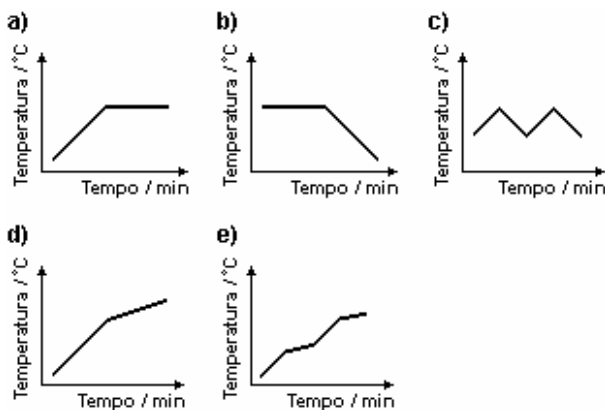 a)
Temperatura / °C
Tempo / min
b)
Temperatura / °C
Tempo / min
c)
Temperatura / °C
Tempo / min
d)
Temperatura / °C
Tempo / min
e)
Temperatura / °C
Tempo / min